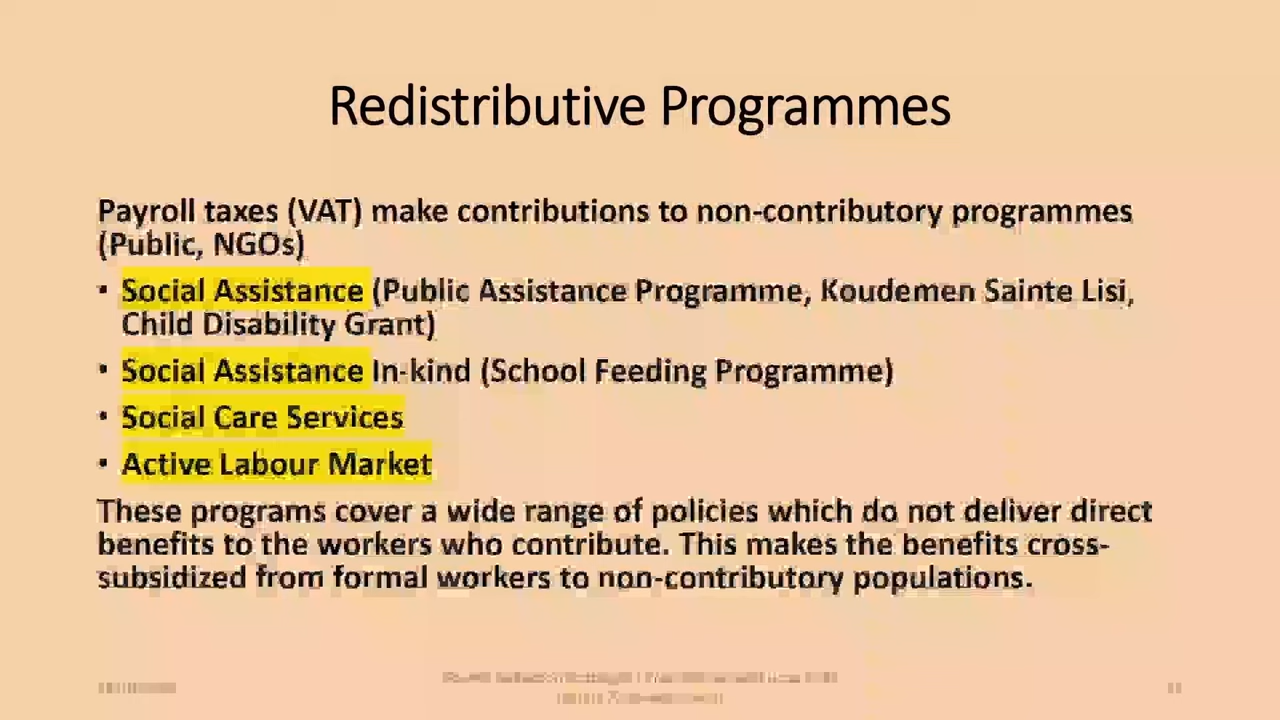 Redistributive Programmes
Payroll taxes (VAT) make contributions to non-contributory programmes
(Public, NGOs)
• Social Assistance (Public Assistance Programme, Koudemen Sainte Lisi,
Child Disability Grant)
• Social Assistance In-kind (School Feeding Programme)
• Social Care Services
• Active Labour Market
These programs cover a wide range of policies which do not deliver direct
benefits to the workers who contribute. This makes the benefits cross-
subsidized from formal workers to non-contributory populations.